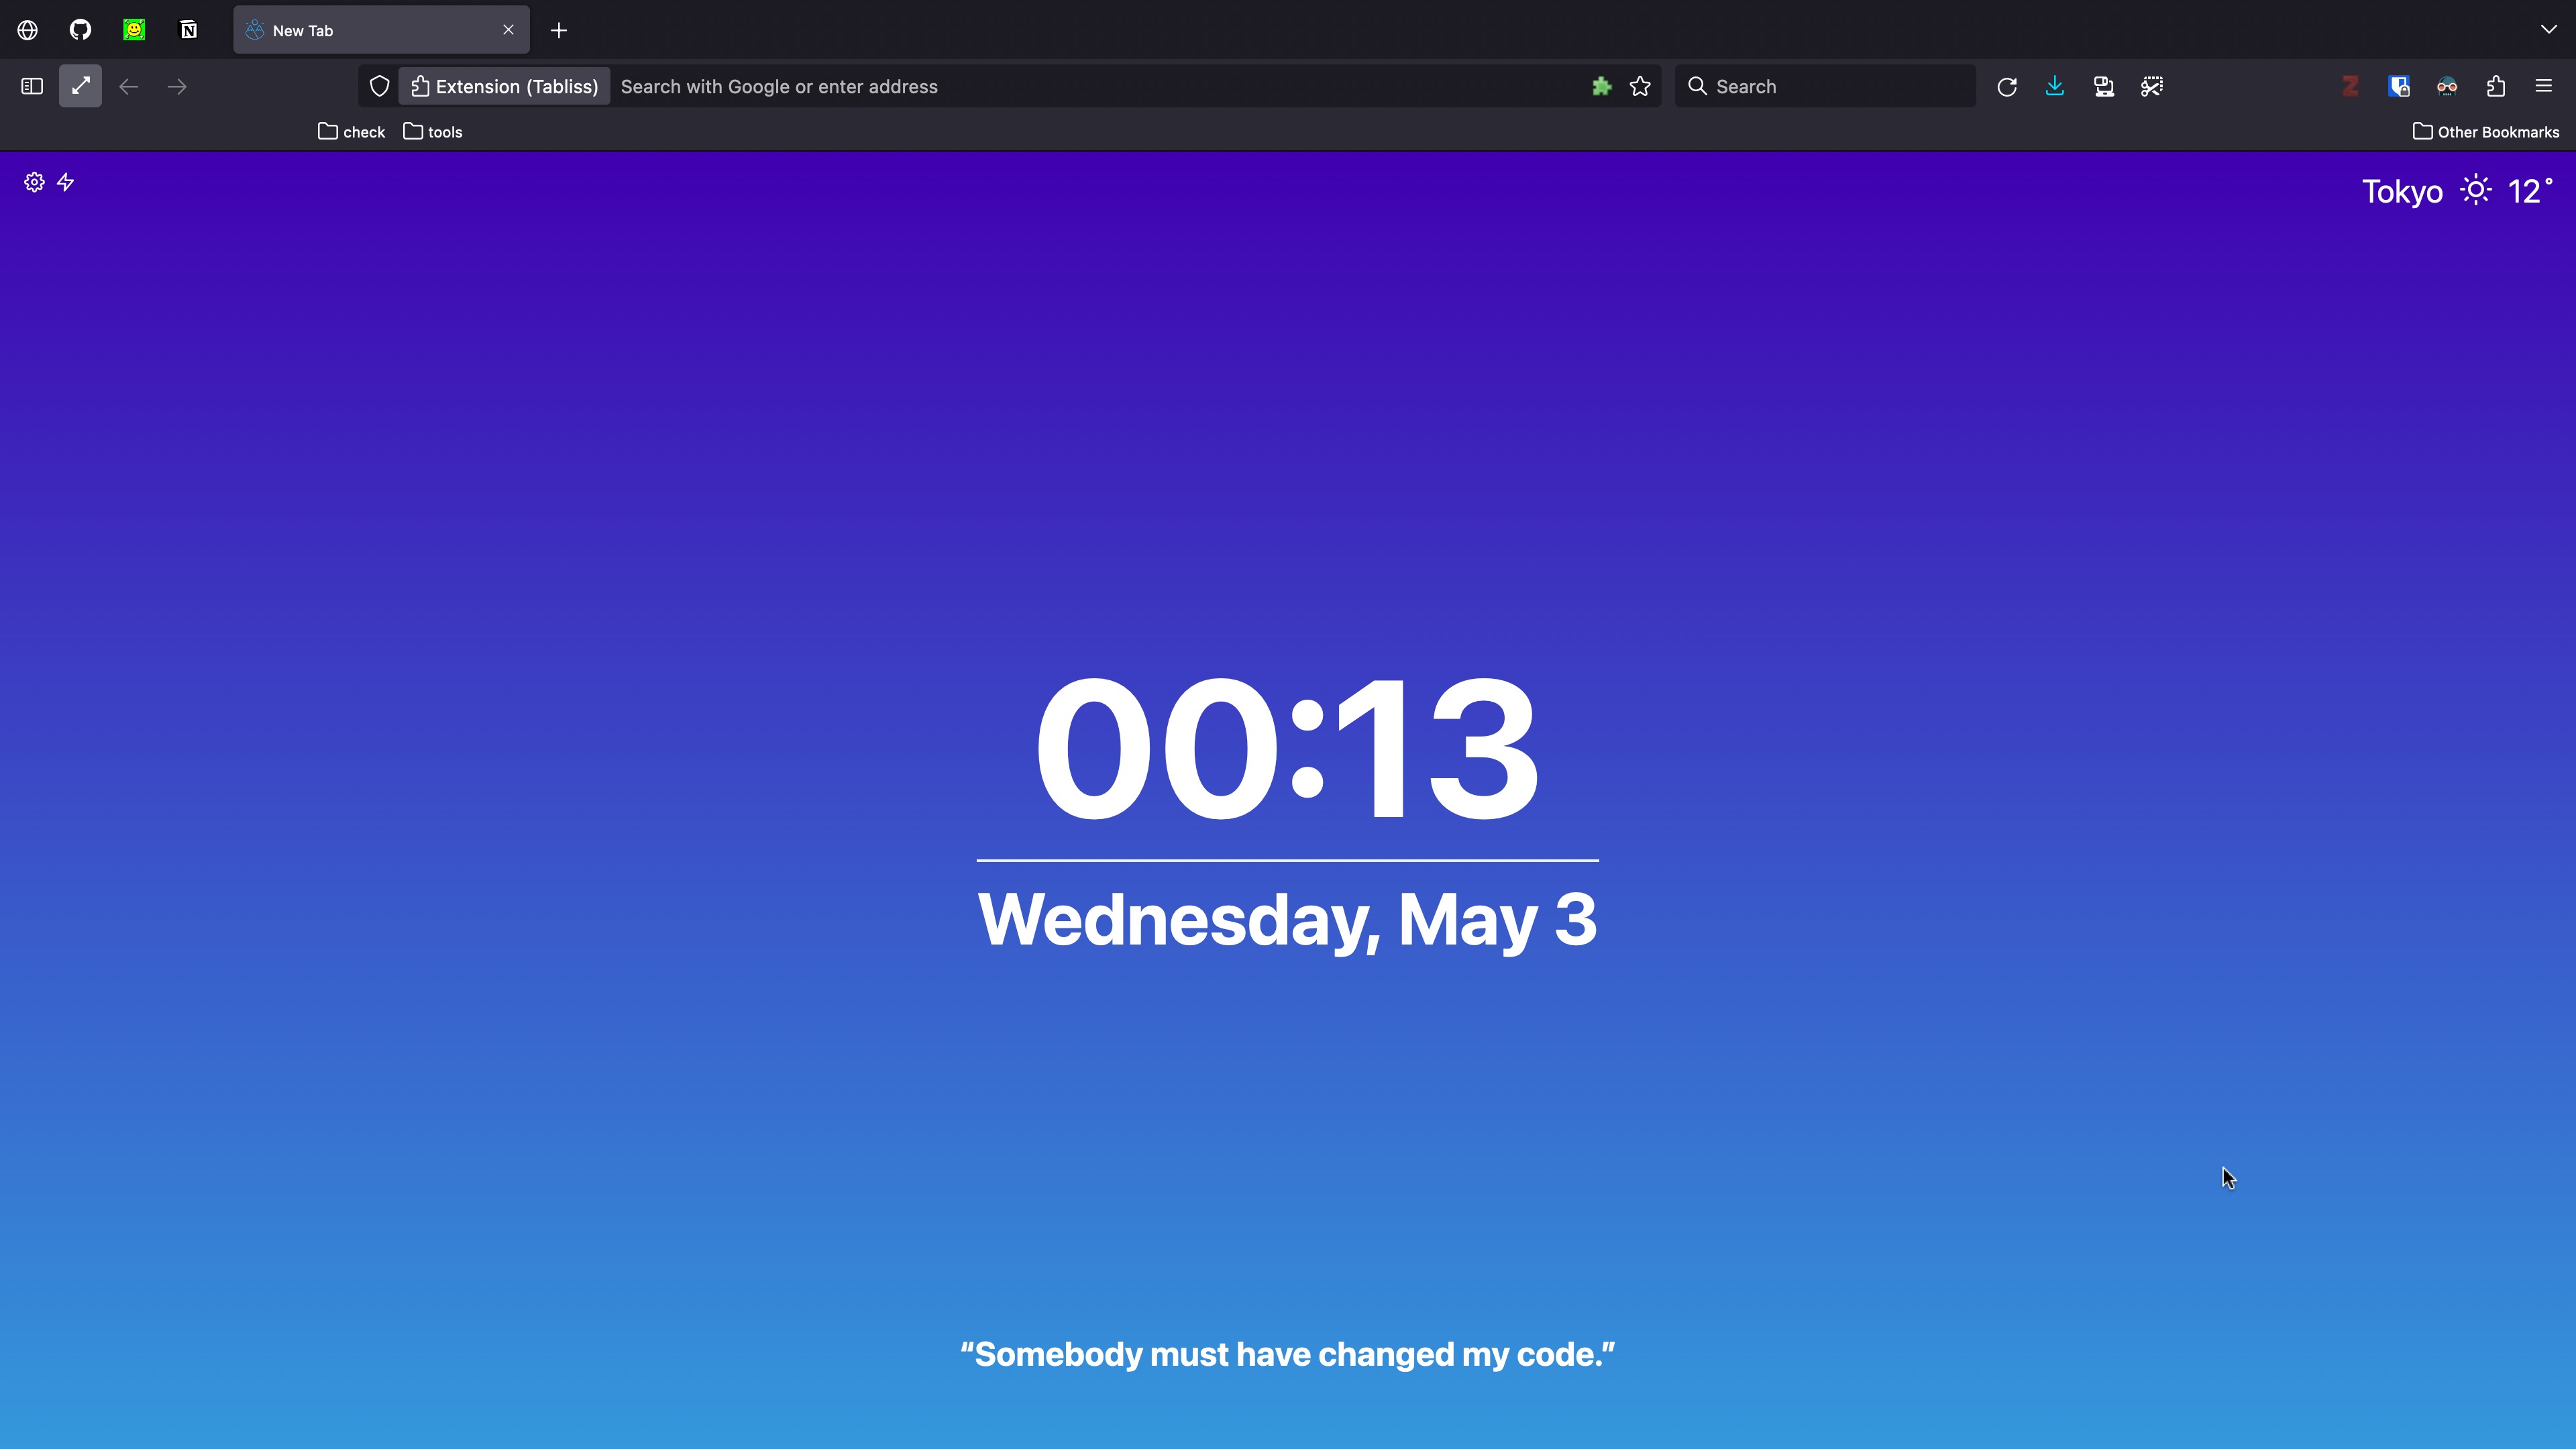 New Tab
Extension (Tabliss) Search with Google or enter address Search
check tools Other Bookmarks
Tokyo 12°
00:13
Wednesday, May 3
“Somebody must have changed my code.”